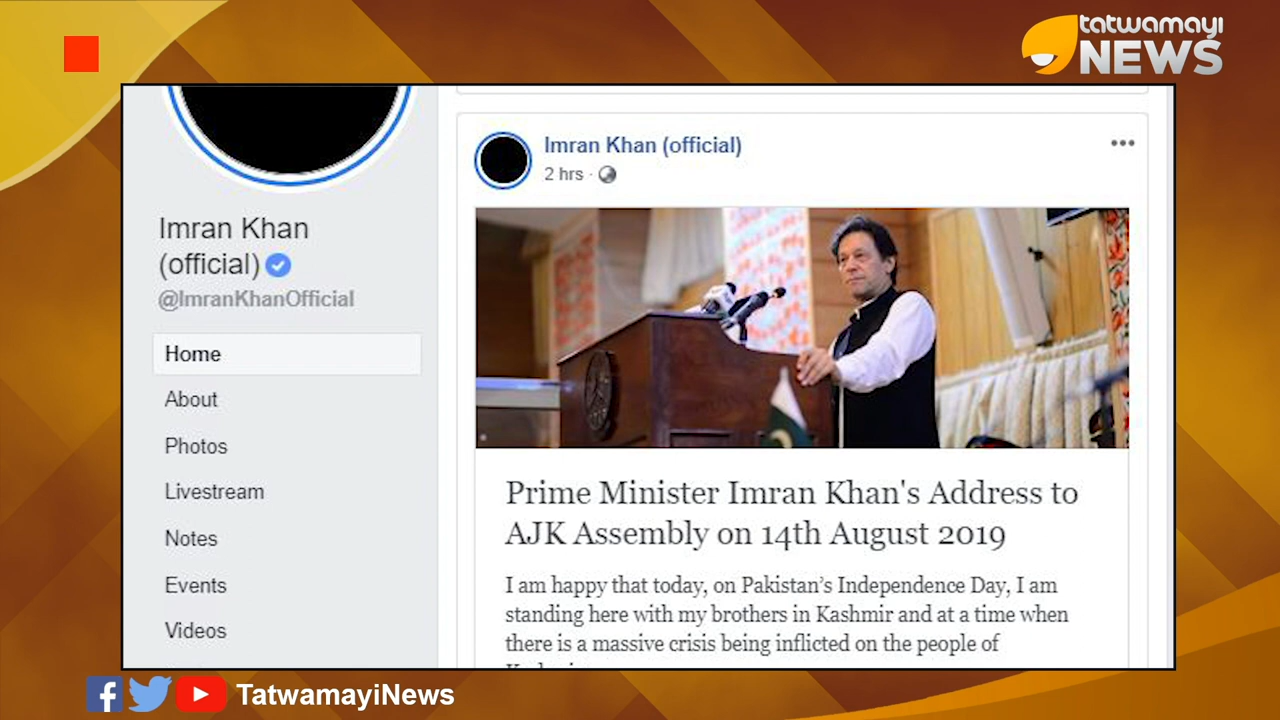 tatwamayi
NEWS
Imran Khan
(official)
@ImranKhanOfficial
Home
About
Photos
Livestream
Notes
Events
Videos
Imran Khan (official)
2 hrs ·
Prime Minister Imran Khan's Address to
AJK Assembly on 14th August 2019
I am happy that today, on Pakistan’s Independence Day, I am
standing here with my brothers in Kashmir and at a time when
there is a massive crisis being inflicted on the people of
TatwamayiNews